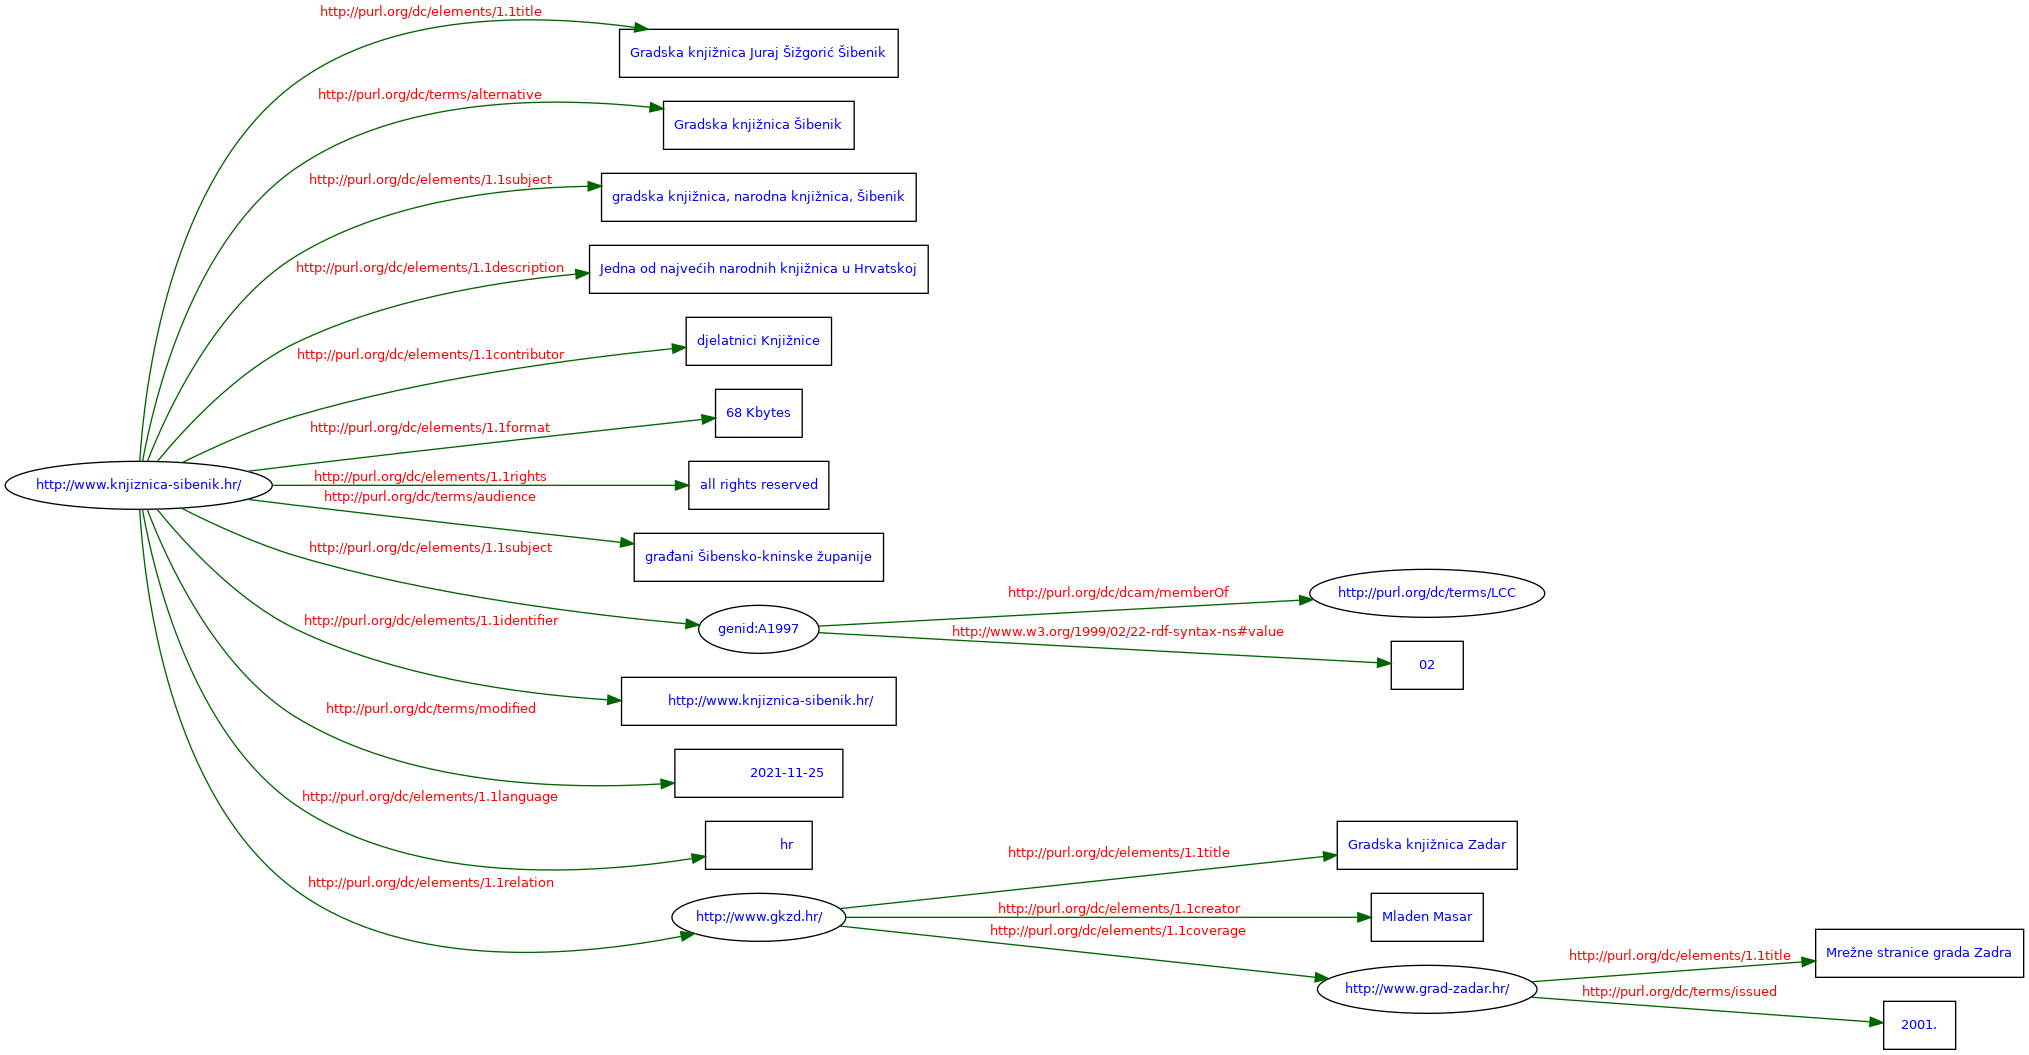 http://purl.org/dc/elements/1.1title
Gradska knjižnica Juraj Šižgorić Šibenik
http://purl.org/dc/terms/alternative
Gradska knjižnica Šibenik
http://purl.org/dc/elements/1.1subject
gradska knjižnica, narodna knjižnica, Šibenik
http://purl.org/dc/elements/1.1description
Jedna od najvećih narodnih knjižnica u Hrvatskoj
http://purl.org/dc/elements/1.1contributor
djelatnici Knjižnice
http://purl.org/dc/elements/1.1format
68 Kbytes
http://www.knjiznica-sibenik.hr/
http://purl.org/dc/elements/1.1rights
all rights reserved
http://purl.org/dc/terms/audience
građani Šibensko-kninske županije
http://purl.org/dc/elements/1.1subject
genid:A1997
http://purl.org/dc/dcam/memberOf
http://purl.org/dc/terms/LCC
http://www.w3.org/1999/02/22-rdf-syntax-ns#value
02
http://purl.org/dc/elements/1.1identifier
http://www.knjiznica-sibenik.hr/
http://purl.org/dc/terms/modified
2021-11-25
http://purl.org/dc/elements/1.1language
hr
http://purl.org/dc/elements/1.1relation
http://www.gkzd.hr/
http://purl.org/dc/elements/1.1title
Gradska knjižnica Zadar
http://purl.org/dc/elements/1.1creator
Mladen Masar
http://purl.org/dc/elements/1.1coverage
http://www.grad-zadar.hr/
http://purl.org/dc/elements/1.1title
Mrežne stranice grada Zadra
http://purl.org/dc/terms/issued
2001.